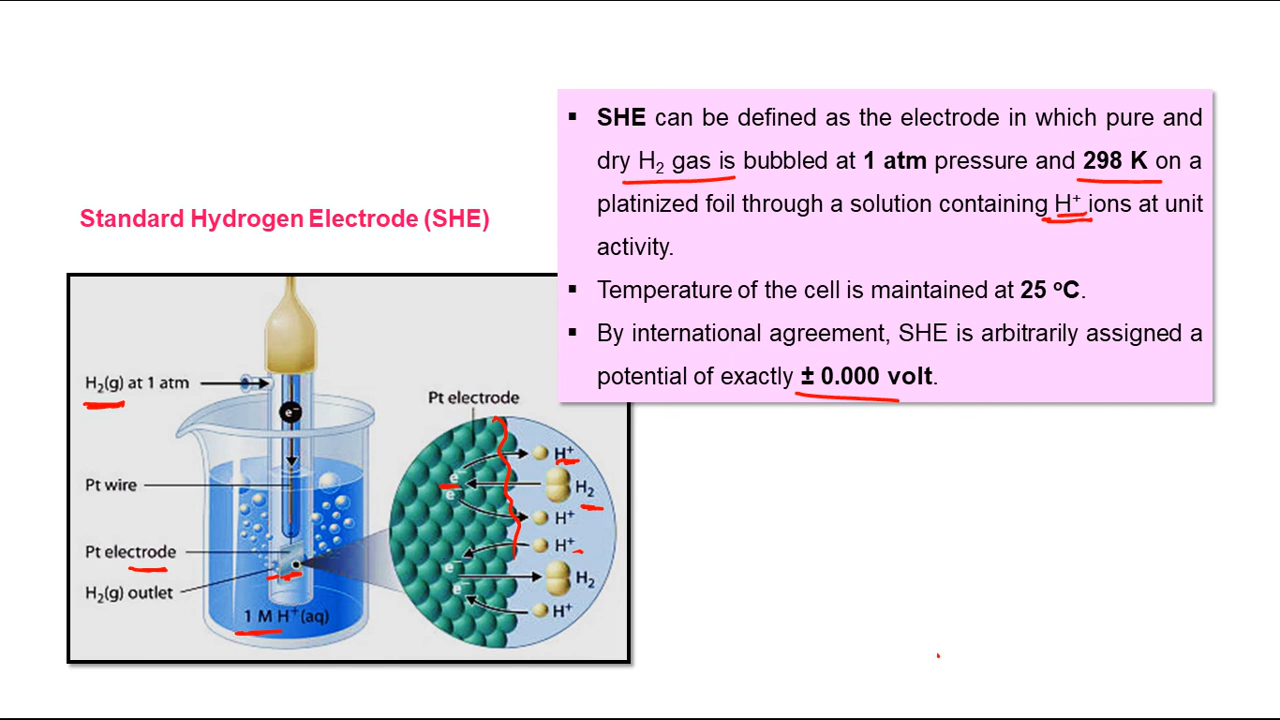 ▪ SHE can be defined as the electrode in which pure and
dry H₂ gas is bubbled at 1 atm pressure and 298 K on a
platinized foil through a solution containing H⁺ ions at unit
activity.
▪ Temperature of the cell is maintained at 25 ºC.
▪ By international agreement, SHE is arbitrarily assigned a
potential of exactly ± 0.000 volt.
Standard Hydrogen Electrode (SHE)
H₂(g) at 1 atm
e⁻
Pt wire
Pt electrode
H₂(g) outlet
1 M H⁺(aq)
Pt electrode
H⁺
e⁻
H₂
e⁻
H⁺
H⁺
e⁻
H₂
e⁻
H⁺